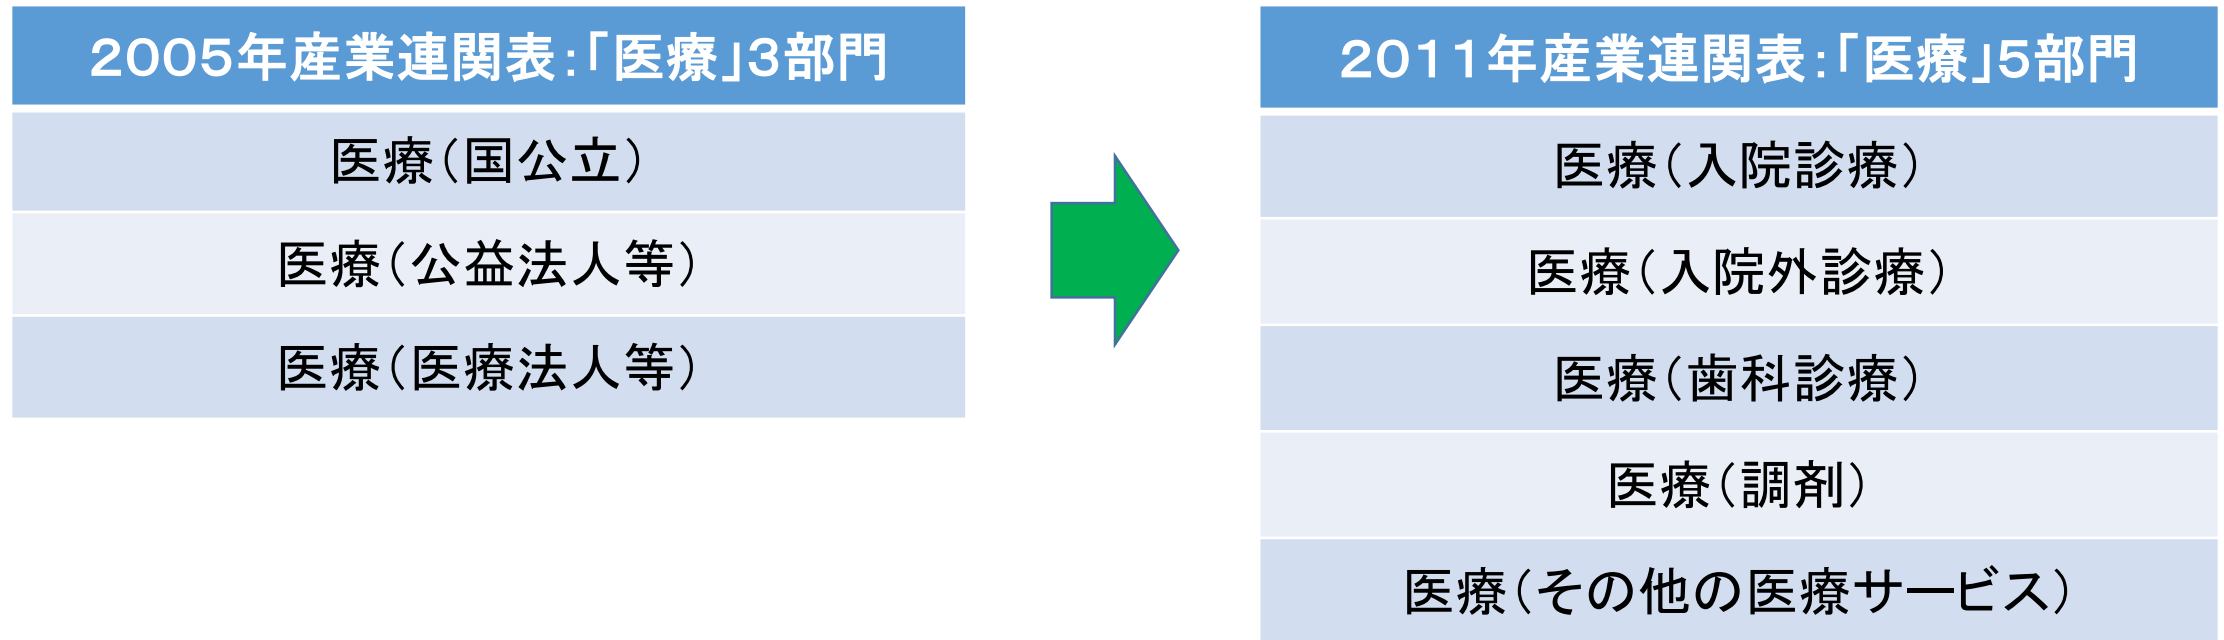 2005年産業連関表:「医療」3部門
医療(国公立)
医療(公益法人等)
医療(医療法人等)
2011年産業連関表:「医療」5部門
医療(入院診療)
医療(入院外診療)
医療(歯科診療)
医療(調剤)
医療(その他の医療サービス)